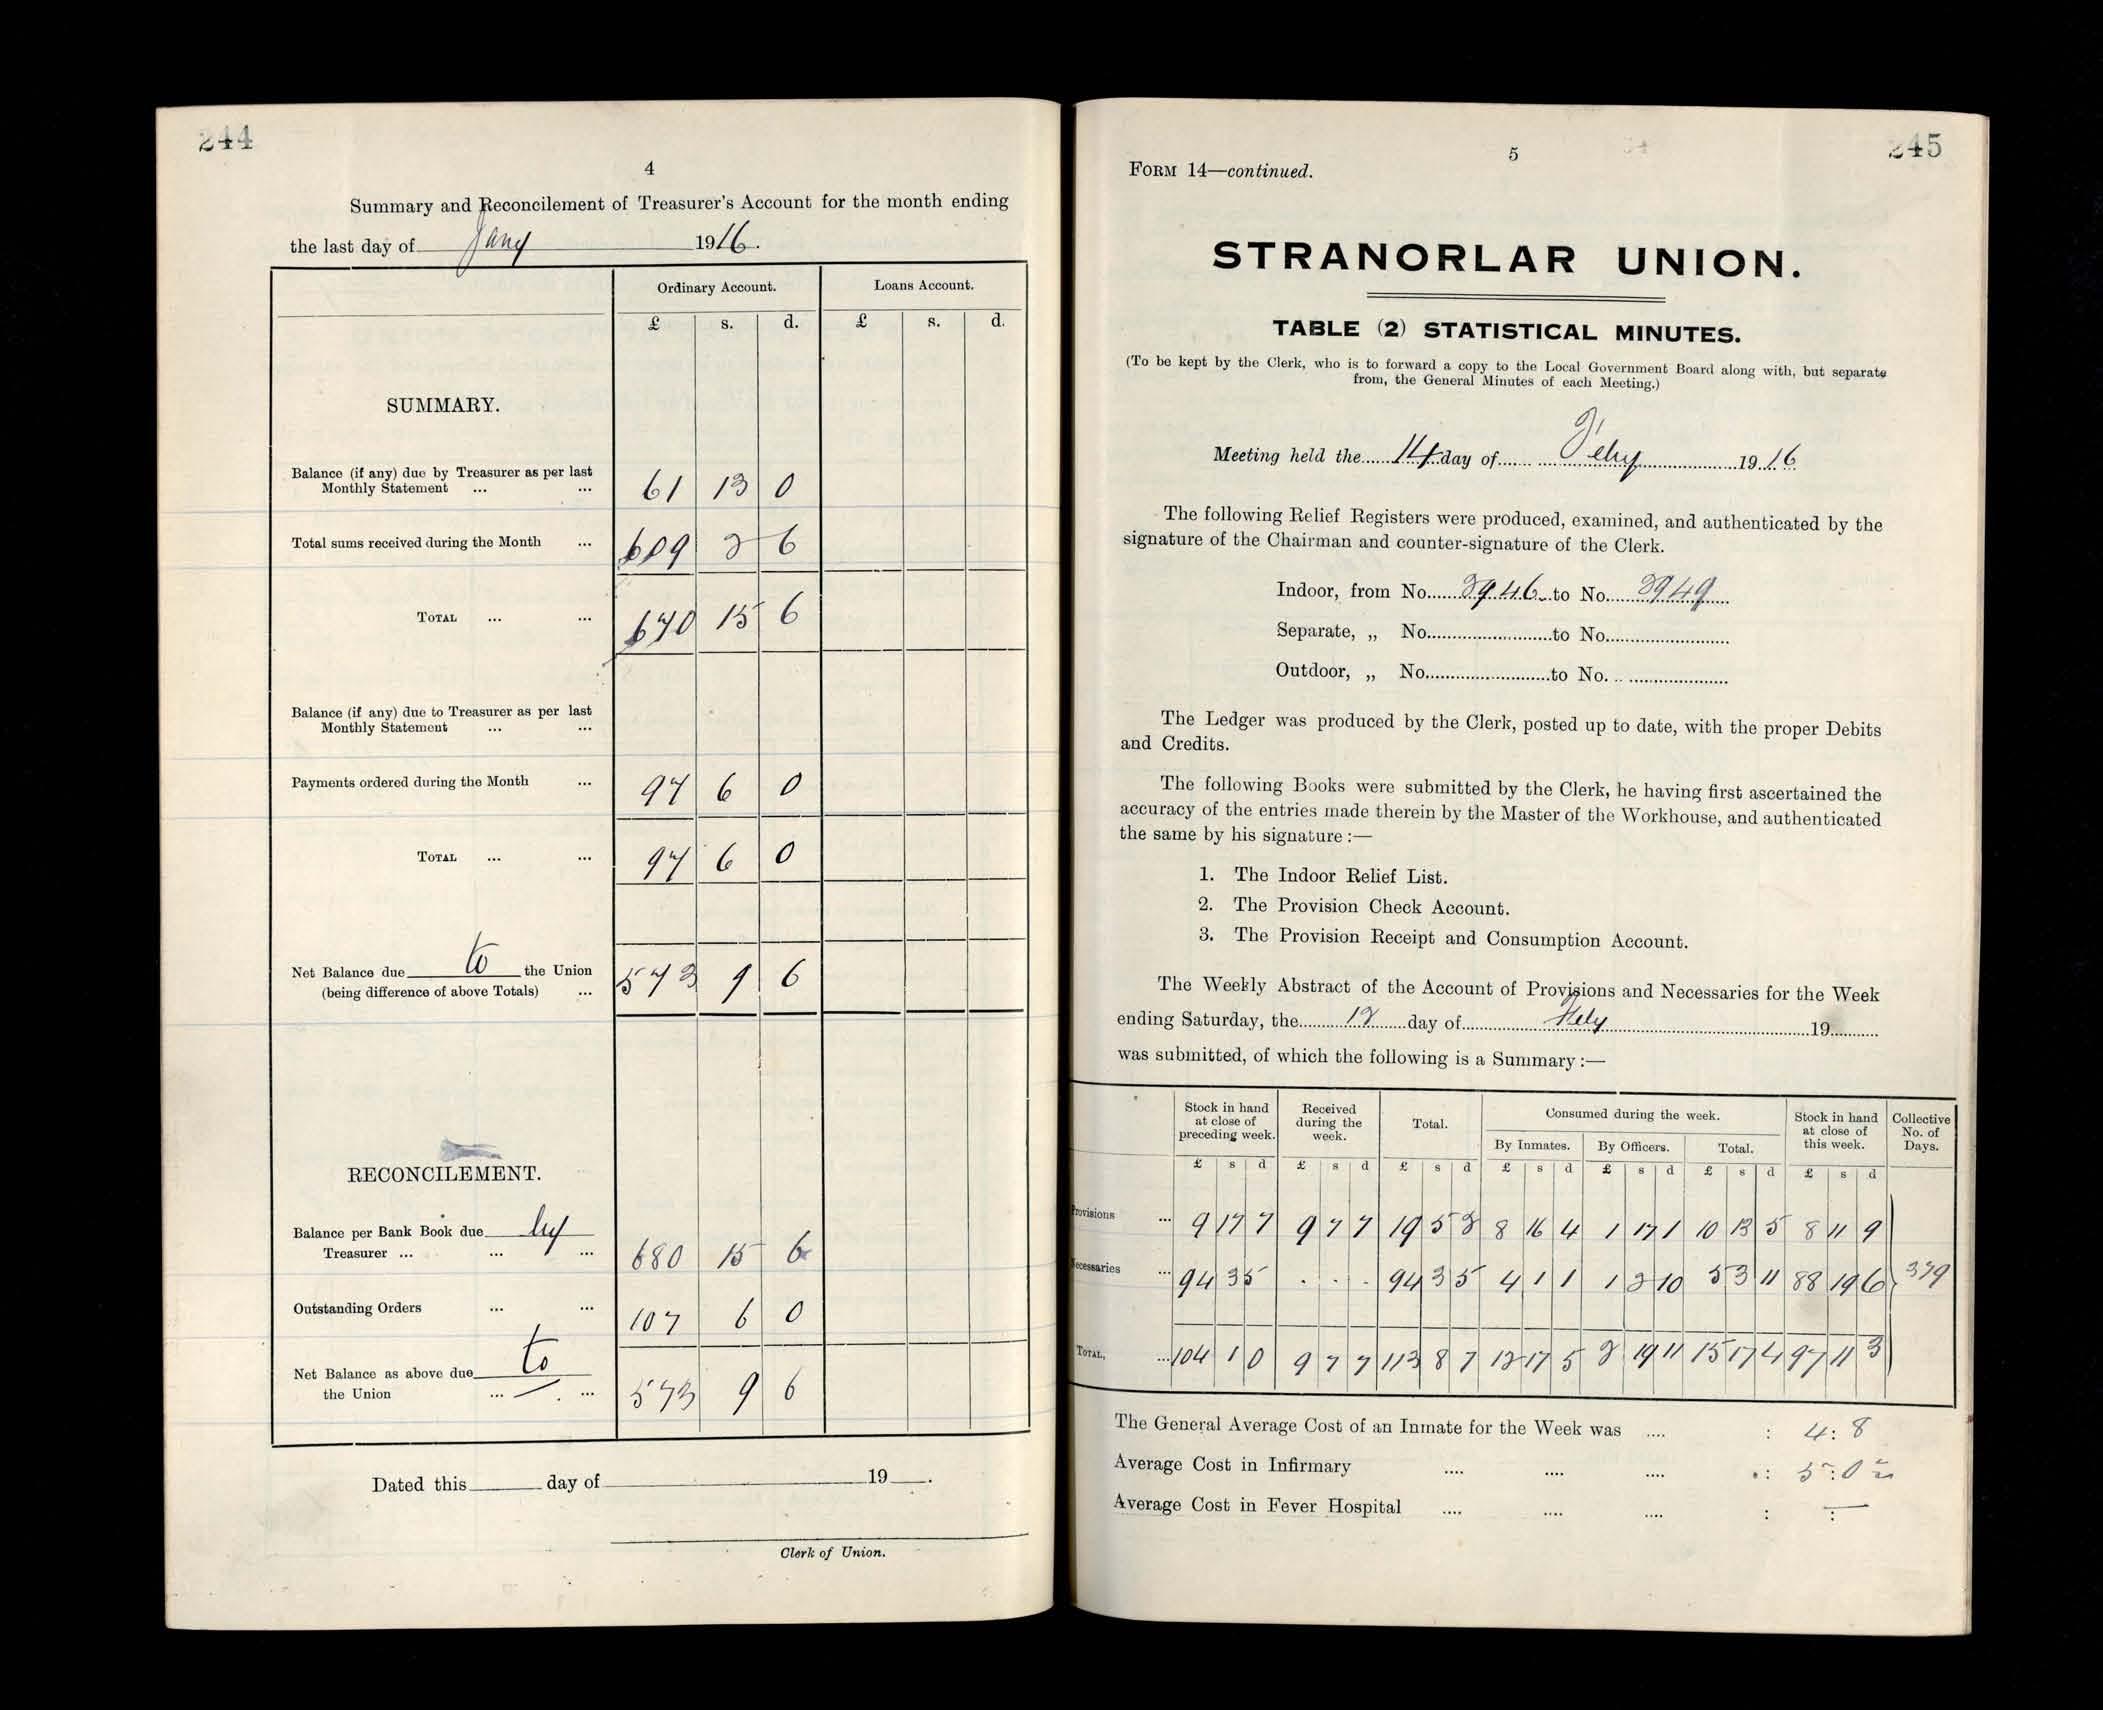 244
4
Summary and Reconcilement of Treasurer's Account for the month ending
the last day of Jany 1916.
Ordinary Account. Loans Account.
£ s. d. £ s. d.
SUMMARY.
Balance (if any) due by Treasurer as per last
Monthly Statement ... ... 61 13 0
Total sums received during the Month ... 609 2 6
TOTAL ... ... 670 15 6
Balance (if any) due to Treasurer as per last
Monthly Statement ... ...
Payments ordered during the Month ... 97 6 0
TOTAL ... ... 97 6 0
Net Balance due to the Union 573 9 6
(being difference of above Totals) ...
RECONCILEMENT.
Balance per Bank Book due by
Treasurer ... ... ... 680 15 6
Outstanding Orders ... ... 107 6 0
Net Balance as above due to
the Union ... ... 573 9 6
Dated this day of 19 .
Clerk of Union.
245
5
FORM 14—continued.
STRANORLAR UNION.
TABLE (2) STATISTICAL MINUTES.
(To be kept by the Clerk, who is to forward a copy to the Local Government Board along with, but separate
from, the General Minutes of each Meeting.)
Meeting held the 14 day of Feby 1916
The following Relief Registers were produced, examined, and authenticated by the
signature of the Chairman and counter-signature of the Clerk.
Indoor, from No. 3946 to No. 3949
Separate, „ No. to No.
Outdoor, „ No. to No.
The Ledger was produced by the Clerk, posted up to date, with the proper Debits
and Credits.
The following Books were submitted by the Clerk, he having first ascertained the
accuracy of the entries made therein by the Master of the Workhouse, and authenticated
the same by his signature :—
1. The Indoor Relief List.
2. The Provision Check Account.
3. The Provision Receipt and Consumption Account.
The Weekly Abstract of the Account of Provisions and Necessaries for the Week
ending Saturday, the 12 day of Feby 19
was submitted, of which the following is a Summary :—
Stock in hand at close of preceding week. Received during the week. Total. Consumed during the week. Stock in hand at close of this week. Collective No. of Days.
By Inmates. By Officers. Total.
£ s d £ s d £ s d £ s d £ s d £ s d £ s d
Provisions ... 9 17 7 9 7 7 19 5 2 8 16 4 1 17 1 10 13 5 8 11 9
Necessaries ... 94 3 5 . . . 94 3 5 4 1 1 1 2 10 5 3 11 88 19 6 379
TOTAL, ... 104 1 0 9 7 7 113 8 7 12 17 5 2 19 11 15 17 4 97 11 3
The General Average Cost of an Inmate for the Week was .... : 4 : 8
Average Cost in Infirmary .... .... .... : 5 : 0 ½
Average Cost in Fever Hospital .... .... .... : : —